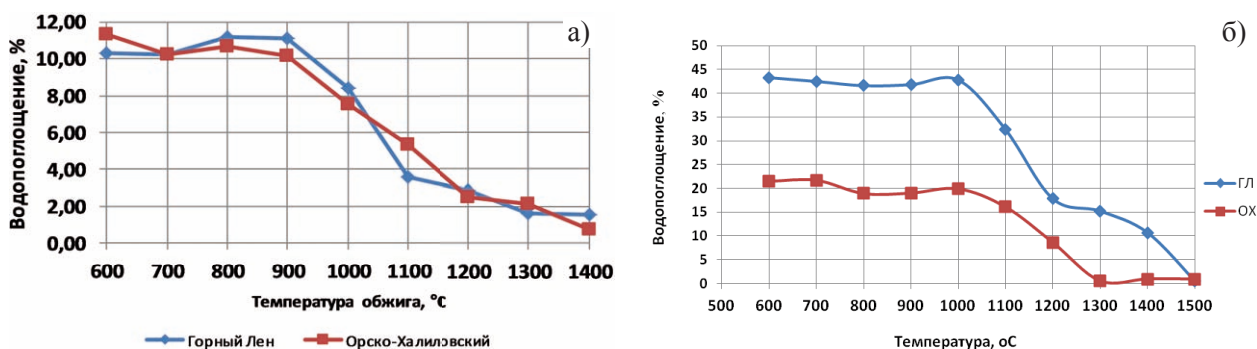 а)
Водопоглощение, %
12,00
10,00
8,00
6,00
4,00
2,00
0,00
600 700 800 900 1000 1100 1200 1300 1400
Температура обжига, °С
Горный Лен Орско-Халиловский
б)
Водопоглощение, %
50
45
40
35
30
25
20
15
10
5
0
500 600 700 800 900 1000 1100 1200 1300 1400 1500
Температура, оС
ГЛ
ОХ